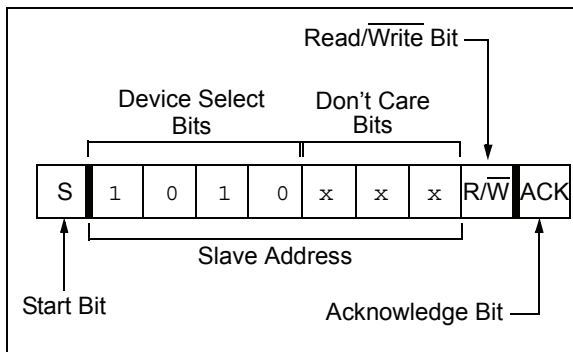 Read/Write Bit
Device Select Bits
Don't Care Bits
S 1 0 1 0 x x x R/W ACK
Slave Address
Start Bit
Acknowledge Bit